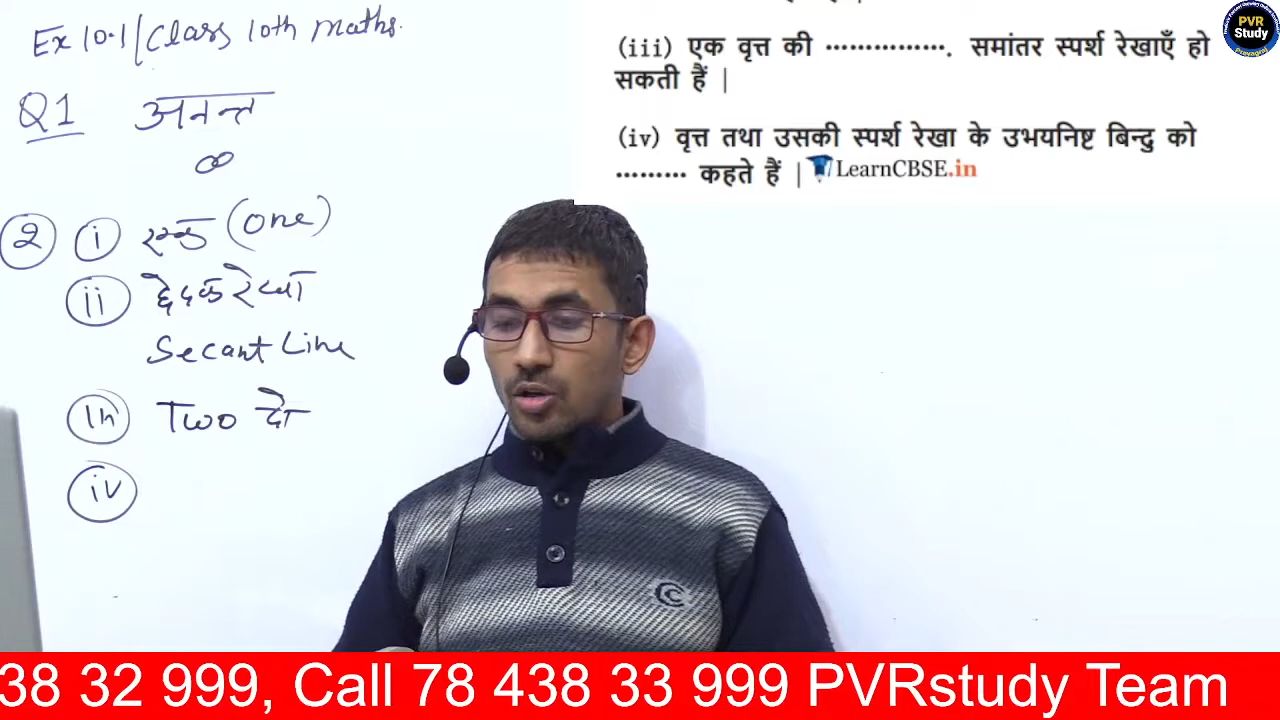 Ex 10.1 / Class 10th maths.
Q1 अनन्त
∞
2 i एक (One)
ii छेदक रेखा
Secant Line
iii Two दो
iv
(iii) एक वृत्त की ................ समांतर स्पर्श रेखाएँ हो
सकती हैं |
(iv) वृत्त तथा उसकी स्पर्श रेखा के उभयनिष्ट बिन्दु को
......... कहते हैं | LearnCBSE.in
PVR
Study
Prayagraj
38 32 999, Call 78 438 33 999 PVRstudy Team